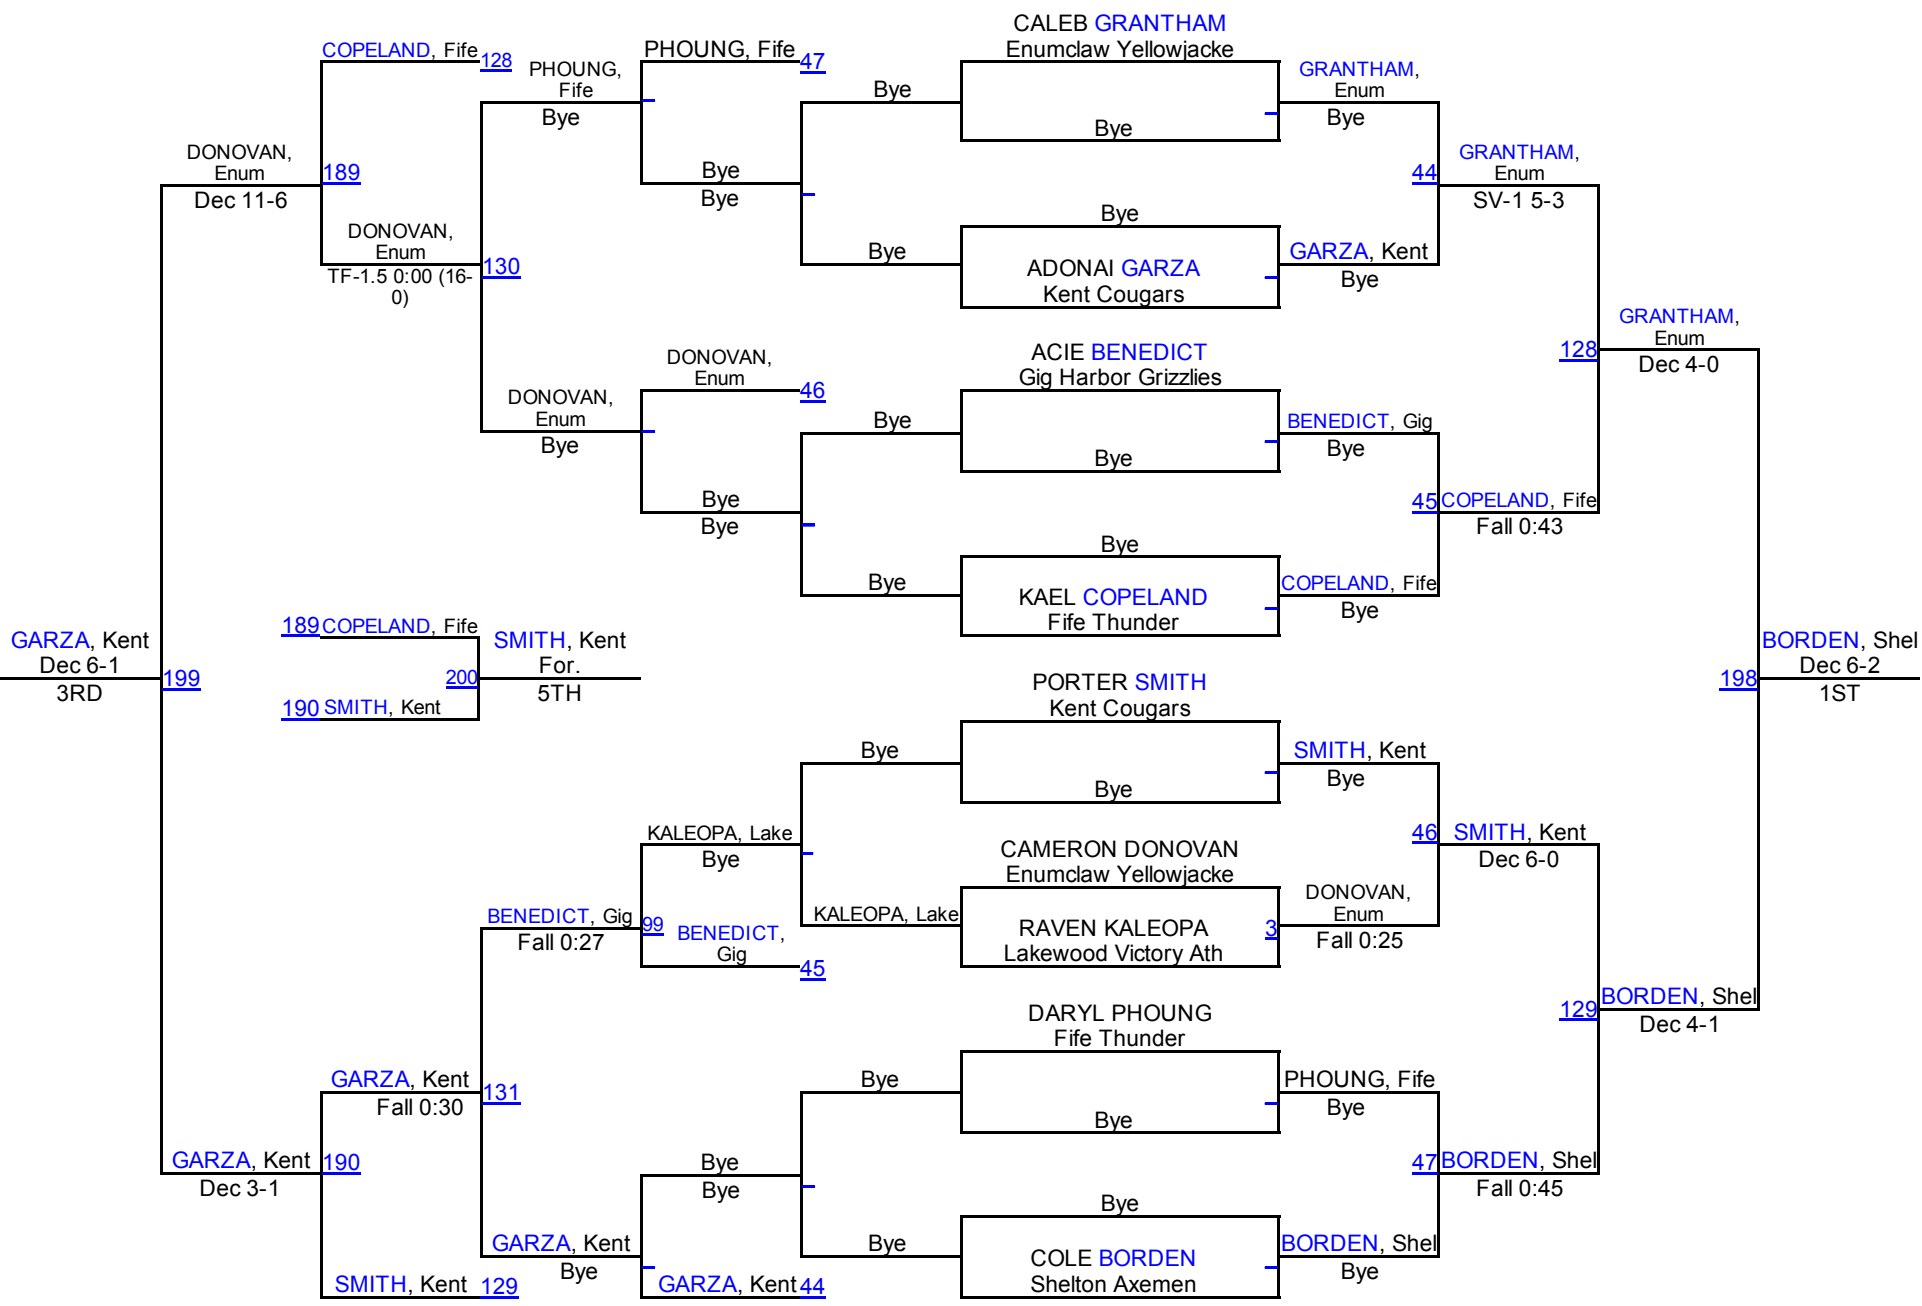 COPELAND, Fife
128
DONOVAN,
Enum
Dec 11-6
189
DONOVAN,
Enum
TF-1.5 0:00 (16-
0)
PHOUNG,
Fife
Bye
130
DONOVAN,
Enum
Bye
PHOUNG, Fife
47
Bye
Bye
DONOVAN,
Enum
46
Bye
Bye
Bye
Bye
Bye
Bye
CALEB GRANTHAM
Enumclaw Yellowjacke
Bye
Bye
ADONAI GARZA
Kent Cougars
ACIE BENEDICT
Gig Harbor Grizzlies
Bye
Bye
KAEL COPELAND
Fife Thunder
GRANTHAM,
Enum
Bye
44
GARZA, Kent
Bye
BENEDICT, Gig
Bye
45
COPELAND, Fife
Bye
GRANTHAM,
Enum
SV-1 5-3
128
COPELAND, Fife
Fall 0:43
GRANTHAM,
Enum
Dec 4-0
GARZA, Kent
Dec 6-1
3RD
199
189 COPELAND, Fife
190 SMITH, Kent
200
SMITH, Kent
For.
5TH
198
BORDEN, Shel
Dec 6-2
1ST
PORTER SMITH
Kent Cougars
Bye
CAMERON DONOVAN
Enumclaw Yellowjacke
RAVEN KALEOPA
Lakewood Victory Ath
3
DARYL PHOUNG
Fife Thunder
Bye
Bye
COLE BORDEN
Shelton Axemen
SMITH, Kent
Bye
46
DONOVAN,
Enum
Fall 0:25
PHOUNG, Fife
Bye
47
BORDEN, Shel
Bye
SMITH, Kent
Dec 6-0
129
BORDEN, Shel
Fall 0:45
BORDEN, Shel
Dec 4-1
Bye
KALEOPA, Lake
Bye
KALEOPA, Lake
BENEDICT, Gig
Fall 0:27
99
BENEDICT,
Gig
45
GARZA, Kent
Fall 0:30
131
Bye
Bye
Bye
Bye
GARZA, Kent
Dec 3-1
190
GARZA, Kent
Bye
GARZA, Kent
44
SMITH, Kent
129